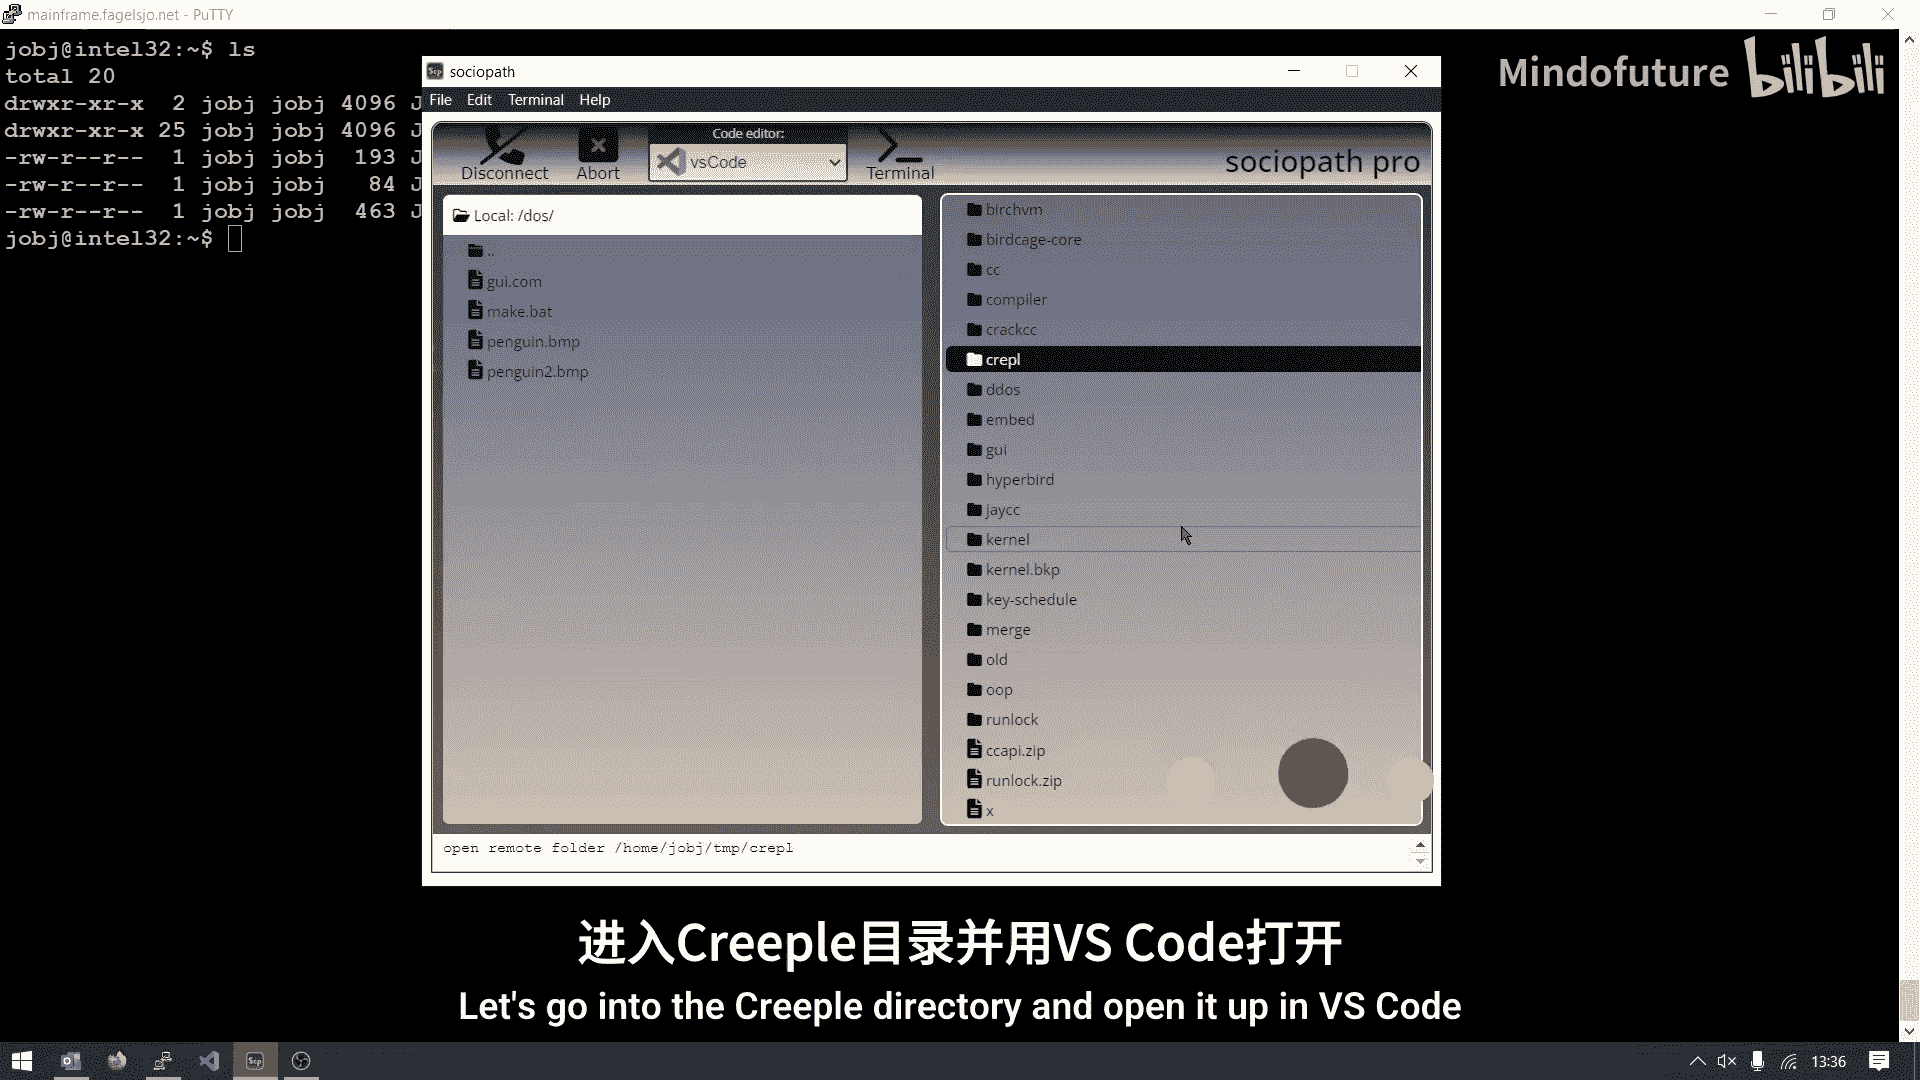 mainframe.fagelsjo.net - PuTTY
jobj@intel32:~$ ls
total 20
drwxr-xr-x  2 jobj jobj 4096 J
drwxr-xr-x 25 jobj jobj 4096 J
-rw-r--r--  1 jobj jobj  193 J
-rw-r--r--  1 jobj jobj   84 J
-rw-r--r--  1 jobj jobj  463 J
jobj@intel32:~$
Mindofuture bilibili
Scp sociopath
File Edit Terminal Help
Disconnect
Abort
Code editor:
vsCode
Terminal
sociopath pro
Local: /dos/
..
gui.com
make.bat
penguin.bmp
penguin2.bmp
birchvm
birdcage-core
cc
compiler
crackcc
crepl
ddos
embed
gui
hyperbird
jaycc
kernel
kernel.bkp
key-schedule
merge
old
oop
runlock
ccapi.zip
runlock.zip
x
open remote folder /home/jobj/tmp/crepl
进入Creeple目录并用VS Code打开
Let's go into the Creeple directory and open it up in VS Code
Scp
13:36